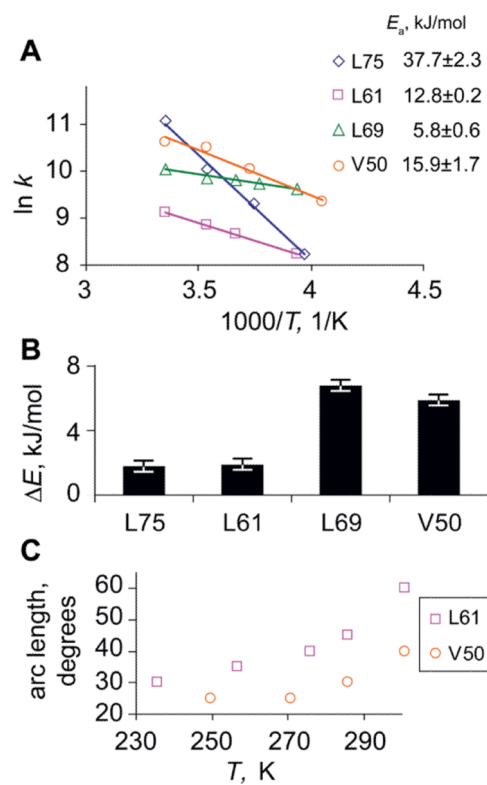 Eₐ, kJ/mol
A
L75 37.7±2.3
L61 12.8±0.2
L69 5.8±0.6
V50 15.9±1.7
11
10
9
8
ln k
3 3.5 4 4.5
1000/T, 1/K
B
8
4
0
ΔE, kJ/mol
L75 L61 L69 V50
C
60
50
40
30
20
arc length,
degrees
L61
V50
230 250 270 290
T, K